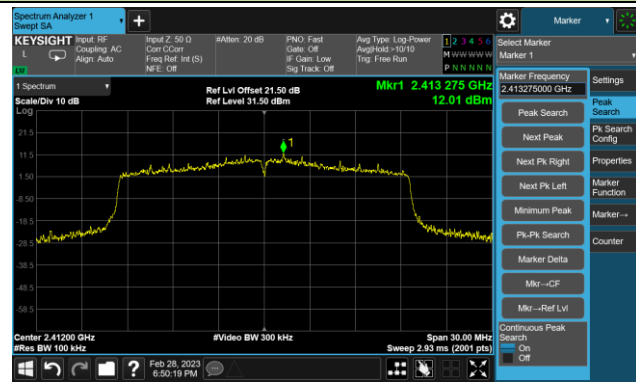 Spectrum Analyzer 1
Swept SA
+
Marker
KEYSIGHT
L
LW
Input: RF
Coupling: AC
Align: Auto
Input Z: 50 Ω
Corr CCorr
Freq Ref: Int (S)
NFE: Off
#Atten: 20 dB
PNO: Fast
Gate: Off
IF Gain: Low
Sig Track: Off
Avg Type: Log-Power
Avg|Hold:>10/10
Trig: Free Run
1 2 3 4 5 6
M W W W W W
P N N N N N
Select Marker
Marker 1
1 Spectrum
Scale/Div 10 dB
Log
Ref Lvl Offset 21.50 dB
Ref Level 31.50 dBm
Mkr1 2.413 275 GHz
12.01 dBm
21.5
11.5
1.50
-8.50
-18.5
-28.5
-38.5
-48.5
-58.5
1
Center 2.41200 GHz
#Res BW 100 kHz
#Video BW 300 kHz
Span 30.00 MHz
Sweep 2.93 ms (2001 pts)
Marker Frequency
2.413275000 GHz
Peak Search
Next Peak
Next Pk Right
Next Pk Left
Minimum Peak
Pk-Pk Search
Marker Delta
Mkr→CF
Mkr→Ref Lvl
Continuous Peak
Search
On
Off
Settings
Peak
Search
Pk Search
Config
Properties
Marker
Function
Marker→
Counter
?
Feb 28, 2023
6:50:19 PM